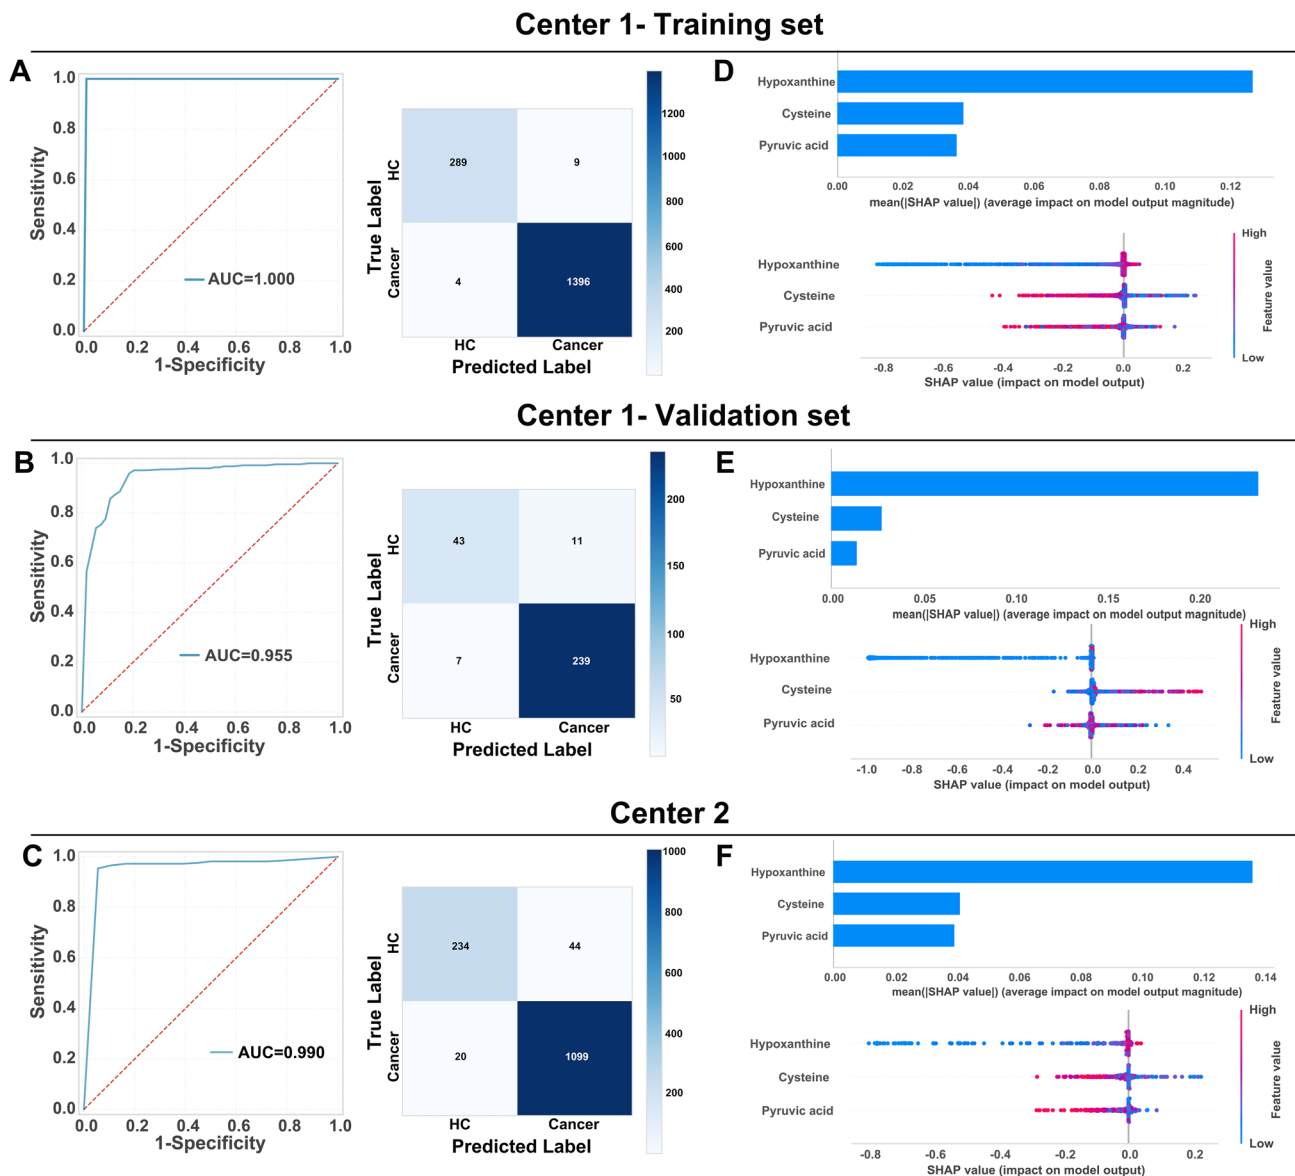 Center 1- Training set
A
1.0
0.8
0.6
0.4
0.2
0.0
Sensitivity
AUC=1.000
0.0 0.2 0.4 0.6 0.8 1.0
1-Specificity
True Label
HC
Cancer
289 9
4 1396
HC Cancer
Predicted Label
1200
1000
800
600
400
200
D
Hypoxanthine
Cysteine
Pyruvic acid
0.00 0.02 0.04 0.06 0.08 0.10 0.12
mean(|SHAP value|) (average impact on model output magnitude)
Hypoxanthine
Cysteine
Pyruvic acid
-0.8 -0.6 -0.4 -0.2 0.0 0.2
SHAP value (impact on model output)
High
Feature value
Low
Center 1- Validation set
B
1.0
0.8
0.6
0.4
0.2
0.0
Sensitivity
AUC=0.955
0.0 0.2 0.4 0.6 0.8 1.0
1-Specificity
True Label
HC
Cancer
43 11
7 239
HC Cancer
Predicted Label
200
150
100
50
E
Hypoxanthine
Cysteine
Pyruvic acid
0.00 0.05 0.10 0.15 0.20
mean(|SHAP value|) (average impact on model output magnitude)
Hypoxanthine
Cysteine
Pyruvic acid
-1.0 -0.8 -0.6 -0.4 -0.2 0.0 0.2 0.4
SHAP value (impact on model output)
High
Feature value
Low
Center 2
C
1.0
0.8
0.6
0.4
0.2
0.0
Sensitivity
AUC=0.990
0.0 0.2 0.4 0.6 0.8 1.0
1-Specificity
True Label
HC
Cancer
234 44
20 1099
HC Cancer
Predicted Label
1000
800
600
400
200
F
Hypoxanthine
Cysteine
Pyruvic acid
0.00 0.02 0.04 0.06 0.08 0.10 0.12 0.14
mean(|SHAP value|) (average impact on model output magnitude)
Hypoxanthine
Cysteine
Pyruvic acid
-0.8 -0.6 -0.4 -0.2 0.0 0.2
SHAP value (impact on model output)
High
Feature value
Low